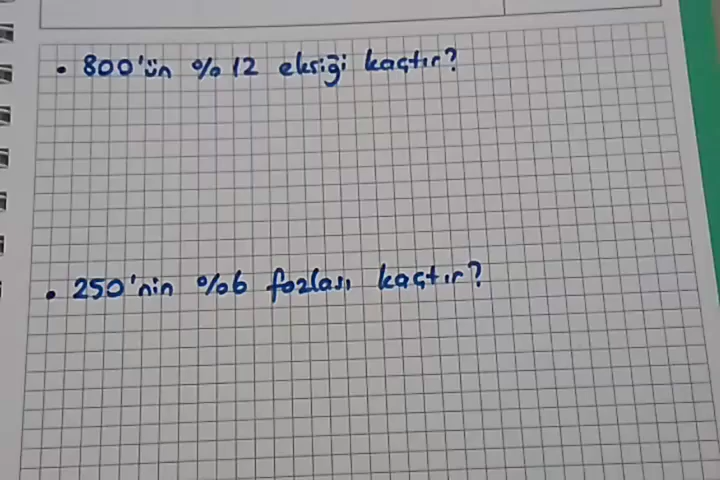 • 800'ün %12 eksiği kaçtır?
• 250'nin %6 fazlası kaçtır?